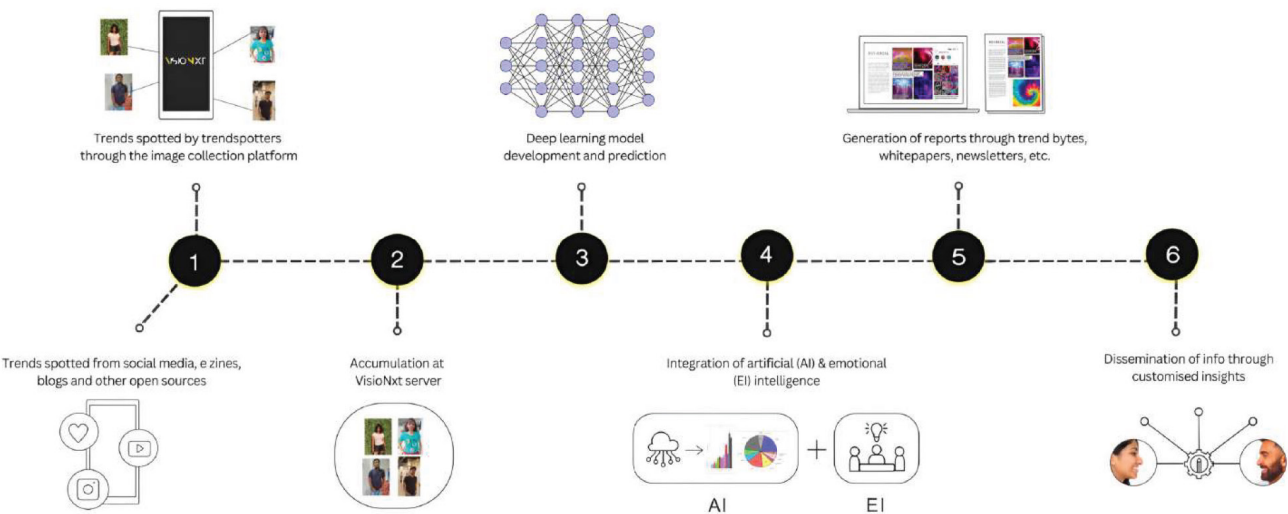 VISIONXT
Trends spotted by trendspotters
through the image collection platform
Deep learning model
development and prediction
Generation of reports through trend bytes,
whitepapers, newsletters, etc.
1
2
3
4
5
6
Trends spotted from social media, e zines,
blogs and other open sources
Accumulation at
VisioNxt server
Integration of artificial (AI) & emotional
(EI) intelligence
Dissemination of info through
customised insights
+
AI
EI